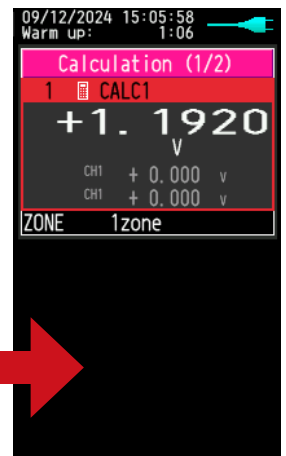 09/12/2024 15:05:58
Warm up: 1:06
Calculation (1/2)
1 CALC1
+1. 1920
V
CH1 + 0.000 V
CH1 + 0.000 V
ZONE 1zone